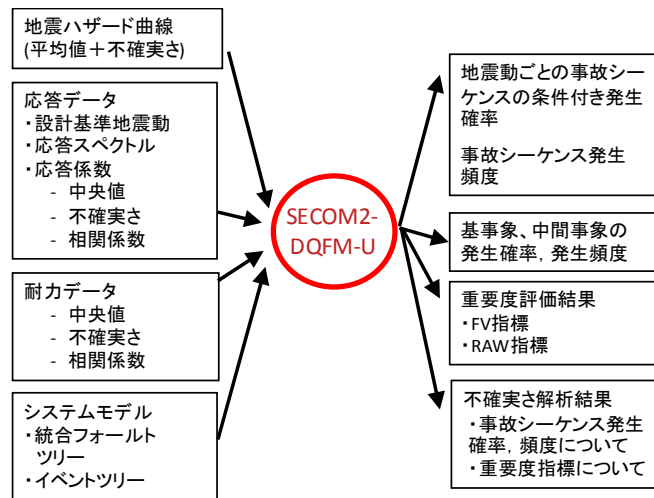 地震ハザード曲線
(平均値＋不確実さ)
応答データ
・設計基準地震動
・応答スペクトル
・応答係数
- 中央値
- 不確実さ
- 相関係数
耐力データ
- 中央値
- 不確実さ
- 相関係数
システムモデル
・統合フォールト
ツリー
・イベントツリー
SECOM2-
DQFM-U
地震動ごとの事故シー
ケンスの条件付き発生
確率
事故シーケンス発生
頻度
基事象、中間事象の
発生確率, 発生頻度
重要度評価結果
・FV指標
・RAW指標
不確実さ解析結果
・事故シーケンス発生
確率, 頻度について
・重要度指標について